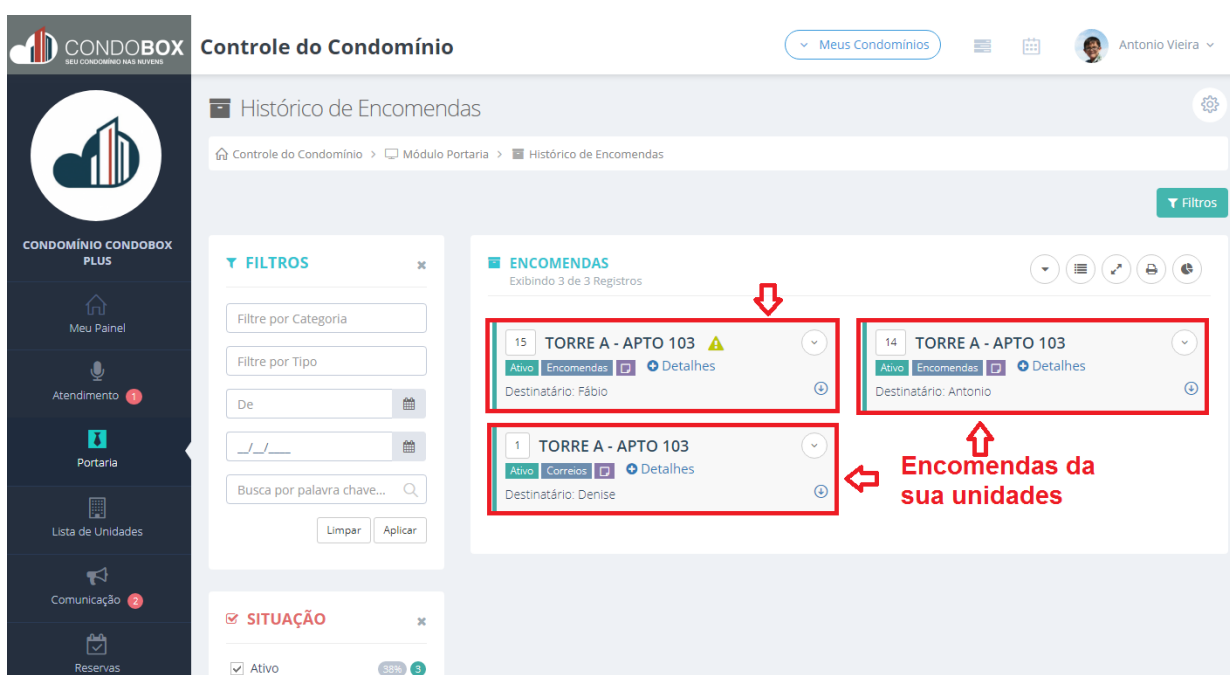 CONDOBOX
SEU CONDOMÍNIO NAS NUVENS
Controle do Condomínio
Meus Condomínios
Antonio Vieira
Histórico de Encomendas
Controle do Condomínio > Módulo Portaria > Histórico de Encomendas
Filtros
CONDOMÍNIO CONDOBOX
PLUS
Meu Painel
Atendimento 1
Portaria
Lista de Unidades
Comunicação 2
Reservas
FILTROS
Filtre por Categoria
Filtre por Tipo
De
_/_/___
Busca por palavra chave...
Limpar Aplicar
SITUAÇÃO
Ativo 38% 3
ENCOMENDAS
Exibindo 3 de 3 Registros
15 TORRE A - APTO 103
Ativo Encomendas Detalhes
Destinatário: Fábio
14 TORRE A - APTO 103
Ativo Encomendas Detalhes
Destinatário: Antonio
1 TORRE A - APTO 103
Ativo Correios Detalhes
Destinatário: Denise
Encomendas da
sua unidades